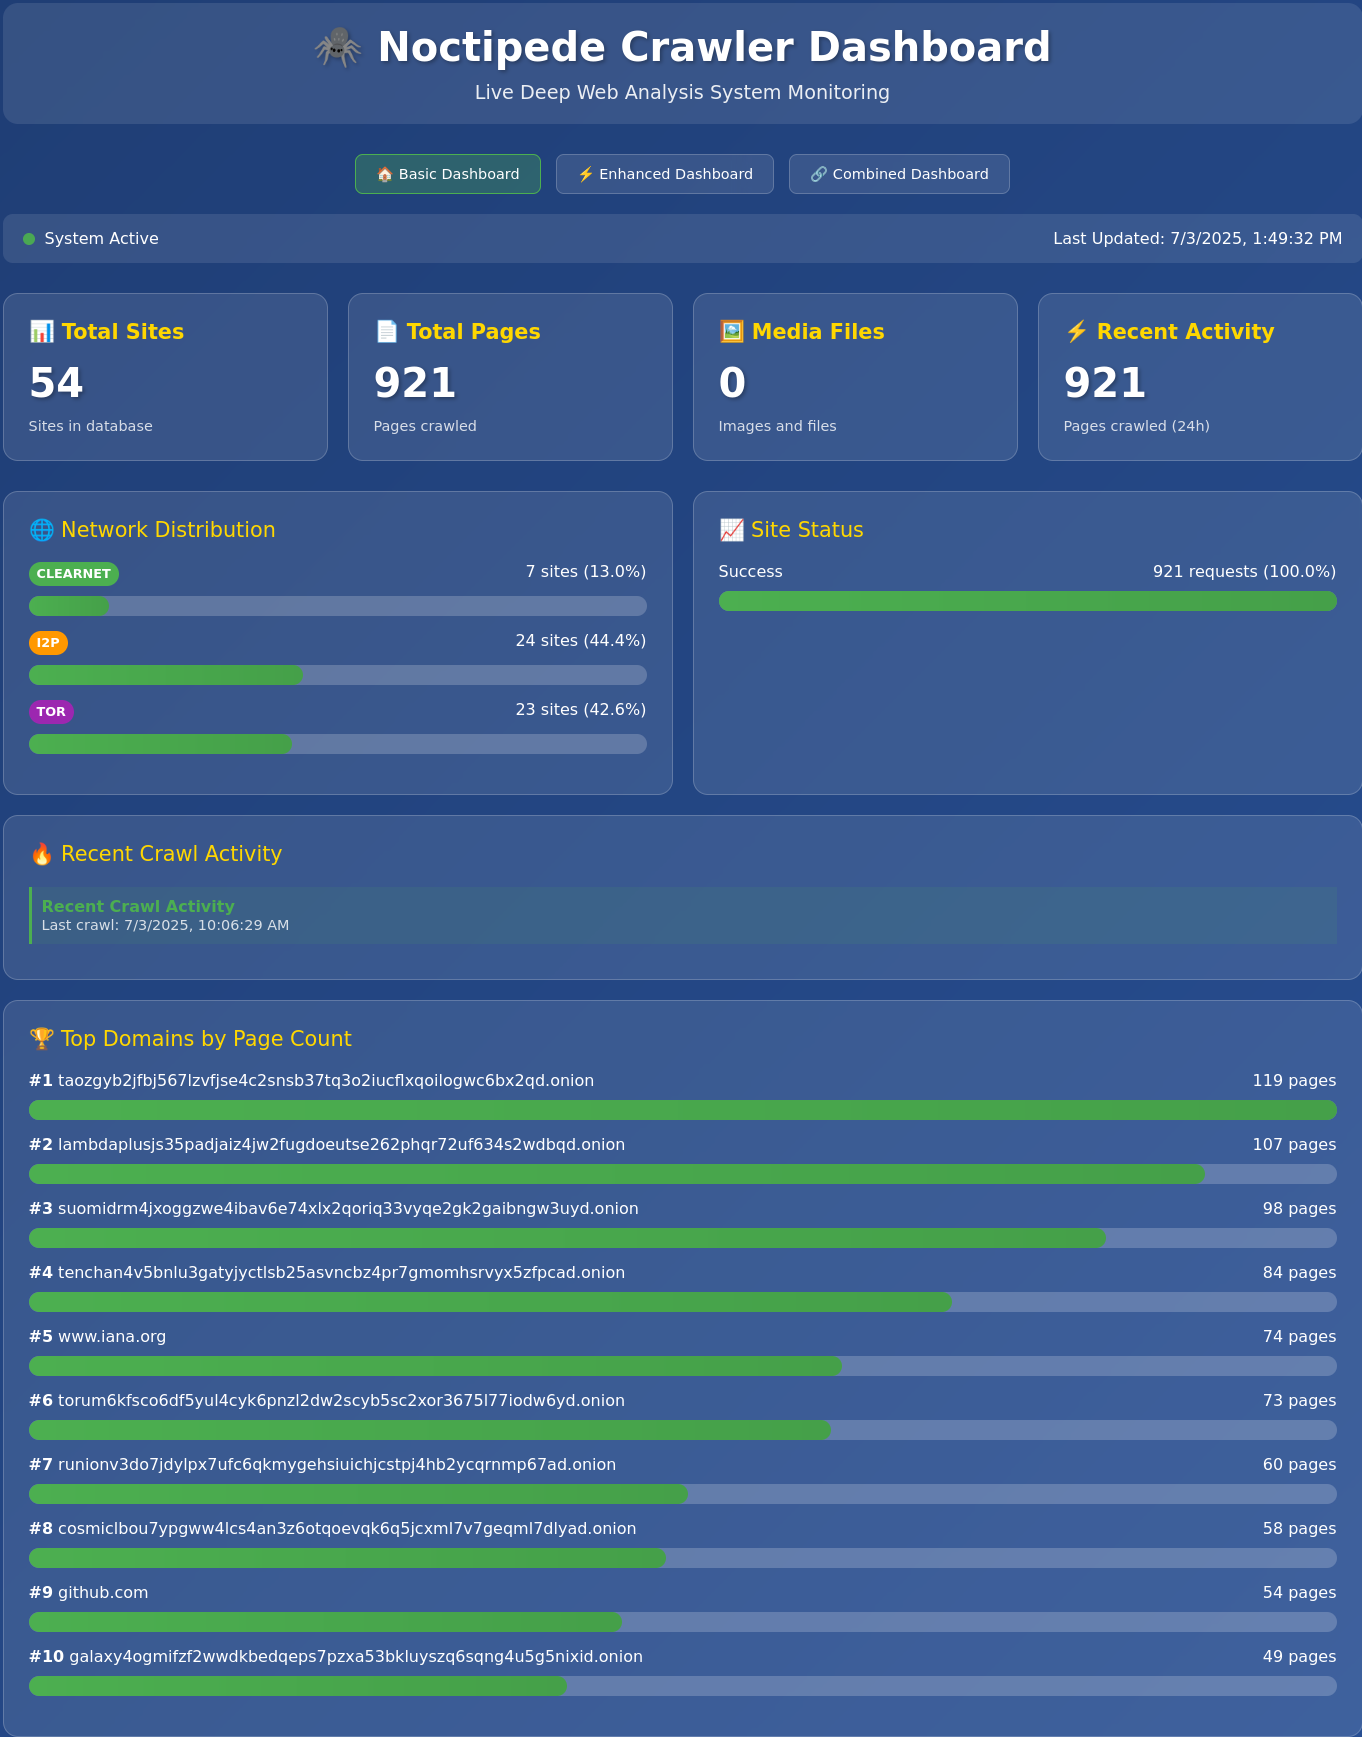 Noctipede Crawler Dashboard
Live Deep Web Analysis System Monitoring
Basic Dashboard
Enhanced Dashboard
Combined Dashboard
System Active
Last Updated: 7/3/2025, 1:49:32 PM
Total Sites
54
Sites in database
Total Pages
921
Pages crawled
Media Files
0
Images and files
Recent Activity
921
Pages crawled (24h)
Network Distribution
CLEARNET 7 sites (13.0%)
I2P 24 sites (44.4%)
TOR 23 sites (42.6%)
Site Status
Success 921 requests (100.0%)
Recent Crawl Activity
Recent Crawl Activity
Last crawl: 7/3/2025, 10:06:29 AM
Top Domains by Page Count
#1 taozgyb2jfbj567lzvfjse4c2snsb37tq3o2iucflxqoilogwc6bx2qd.onion 119 pages
#2 lambdaplusjs35padjaiz4jw2fugdoeutse262phqr72uf634s2wdbqd.onion 107 pages
#3 suomidrm4jxoggzwe4ibav6e74xlx2qoriq33vyqe2gk2gaibngw3uyd.onion 98 pages
#4 tenchan4v5bnlu3gatyjyctlsb25asvncbz4pr7gmomhsrvyx5zfpcad.onion 84 pages
#5 www.iana.org 74 pages
#6 torum6kfsco6df5yul4cyk6pnzl2dw2scyb5sc2xor3675l77iodw6yd.onion 73 pages
#7 runionv3do7jdylpx7ufc6qkmygehsiuichjcstpj4hb2ycqrnmp67ad.onion 60 pages
#8 cosmiclbou7ypgww4lcs4an3z6otqoevqk6q5jcxml7v7geqml7dlyad.onion 58 pages
#9 github.com 54 pages
#10 galaxy4ogmifzf2wwdkbedqeps7pzxa53bkluyszq6sqng4u5g5nixid.onion 49 pages